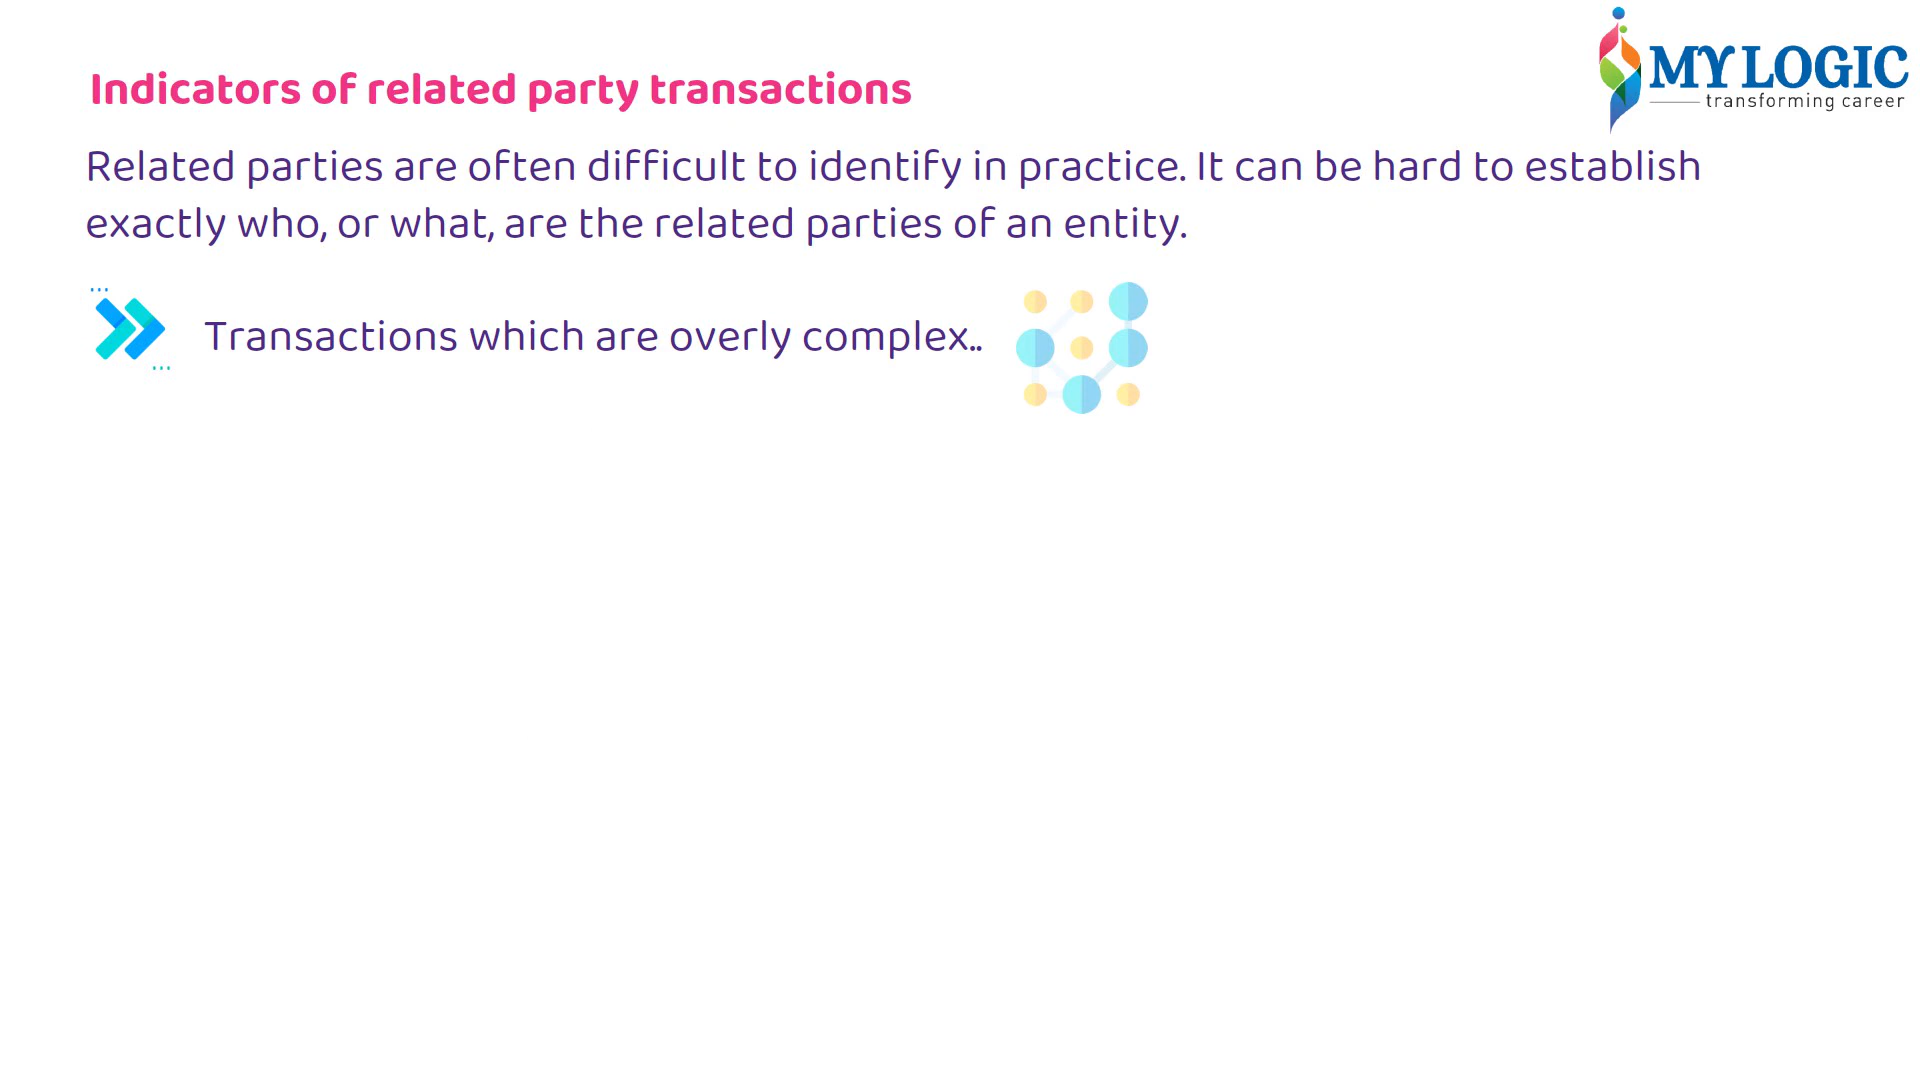 MY LOGIC
transforming career
Indicators of related party transactions
Related parties are often difficult to identify in practice. It can be hard to establish
exactly who, or what, are the related parties of an entity.
Transactions which are overly complex..